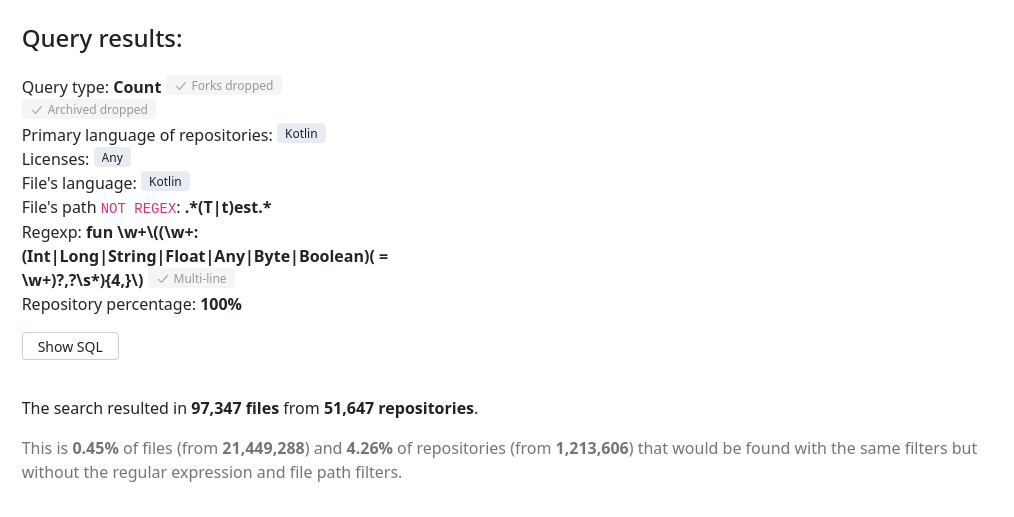 Query results:
Query type: Count ✓ Forks dropped
✓ Archived dropped
Primary language of repositories: Kotlin
Licenses: Any
File's language: Kotlin
File's path NOT REGEX: .*(T|t)est.*
Regexp: fun \w+\((\w+:
(Int|Long|String|Float|Any|Byte|Boolean)( =
\w+)?,?\s*){4,}\) ✓ Multi-line
Repository percentage: 100%
Show SQL
The search resulted in 97,347 files from 51,647 repositories.
This is 0.45% of files (from 21,449,288) and 4.26% of repositories (from 1,213,606) that would be found with the same filters but
without the regular expression and file path filters.